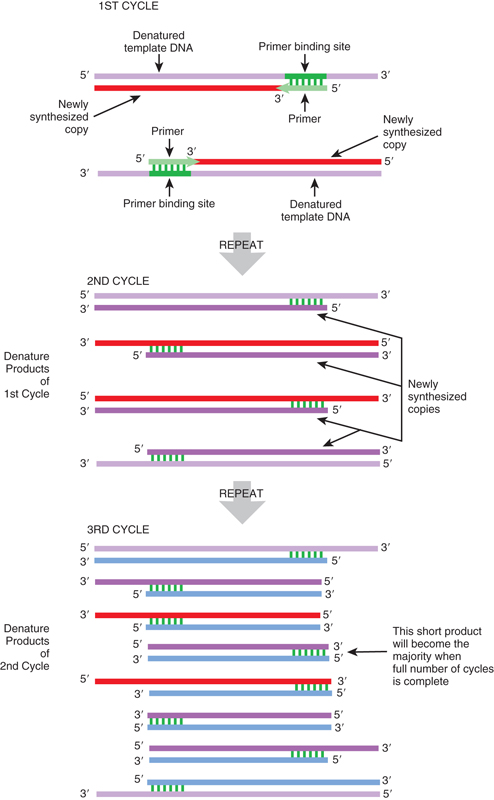 1ST CYCLE
Denatured
template DNA
Primer binding site
5′ 3′
3′ 5′
Newly
synthesized
copy
Primer
Primer
Newly
synthesized
copy
5′ 3′ 5′
3′
Primer binding site
Denatured
template DNA
REPEAT
2ND CYCLE
5′ 3′
3′ 5′
Denature
Products
of
1st Cycle
3′ 5′
5′ 3′
Newly
synthesized
copies
5′ 3′
3′ 5′
5′ 3′
3′ 5′
REPEAT
3RD CYCLE
5′ 3′
3′ 5′
3′ 5′
5′ 3′
Denature
Products
of
2nd Cycle
3′ 5′
5′ 3′
5′ 3′
3′ 5′
This short product
will become the
majority when
full number of cycles
is complete
5′ 3′
3′ 5′
3′ 5′
5′ 3′
5′ 3′
3′ 5′
5′ 3′
3′ 5′